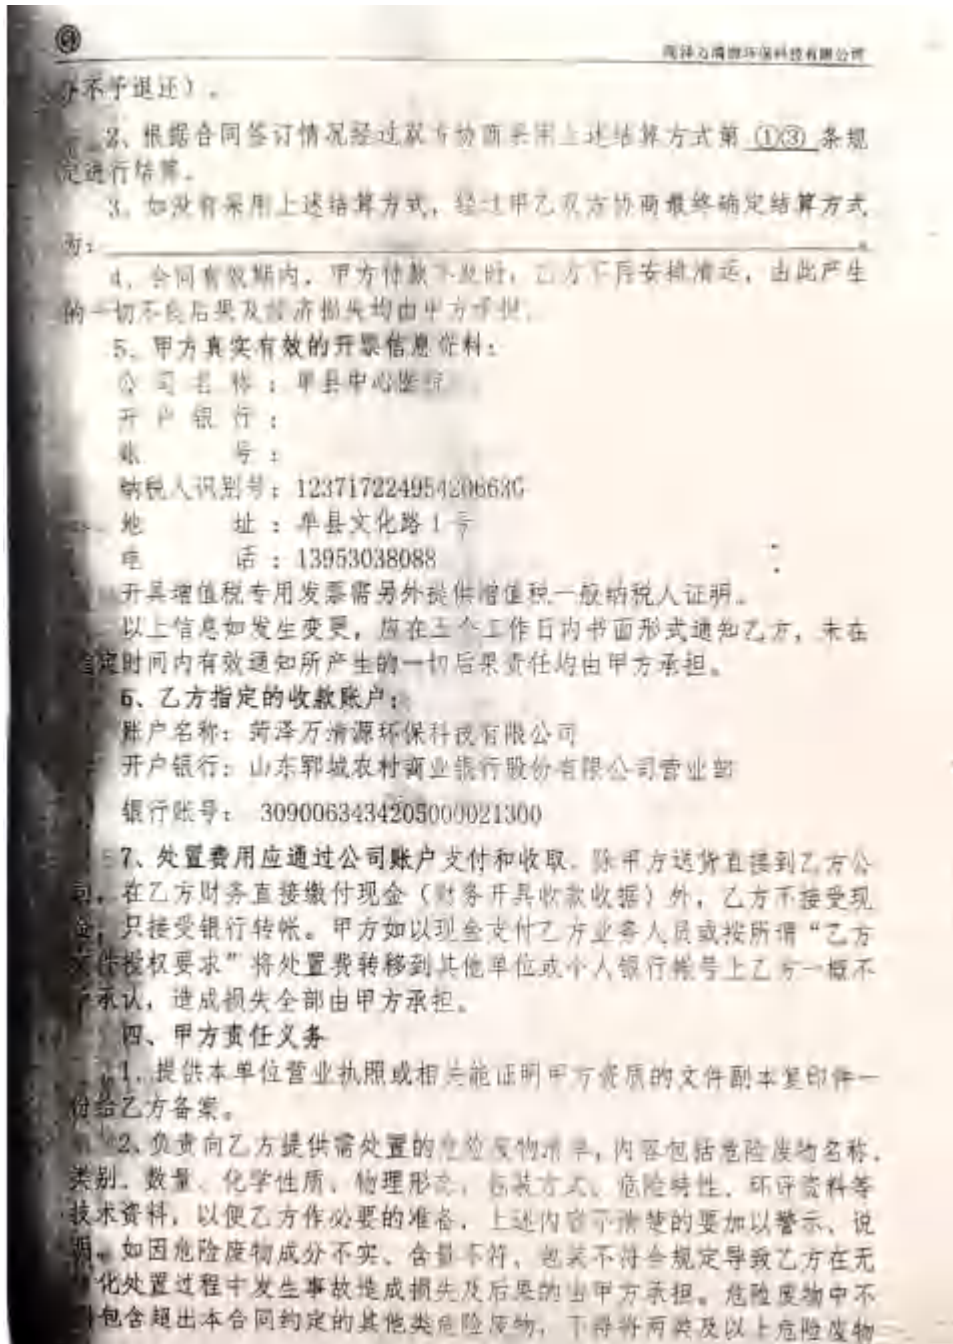 菏泽万清源环保科技有限公司
不予退还）。
2、根据合同签订情况经过双方协商采用上述结算方式第 ①③ 条规
定进行结算。
3、如没有采用上述结算方式，经过甲乙双方协商最终确定结算方式
为：。
4、合同有效期内，甲方付款不及时，乙方不再安排清运，由此产生
的一切不良后果及经济损失均由甲方承担。
5、甲方真实有效的开票信息资料：
公司名称：单县中心医院
开户银行：
账号：
纳税人识别号：
地址：单县文化路1号
电话：13953038088
开具增值税专用发票需另外提供增值税一般纳税人证明。
以上信息如发生变更，应在五个工作日内书面形式通知乙方，未在
指定时间内有效通知所产生的一切后果责任均由甲方承担。
6、乙方指定的收款账户：
账户名称：菏泽万清源环保科技有限公司
开户银行：山东郓城农村商业银行股份有限公司营业部
银行账号：3090063434205000021300
7、处置费用应通过公司账户支付和收取，除甲方送货直接到乙方公
司，在乙方财务直接缴付现金（财务开具收款收据）外，乙方不接受现
金，只接受银行转帐。甲方如以现金支付乙方业务人员或按所谓“乙方
文件授权要求”将处置费转移到其他单位或个人银行帐号上乙方一概不
予承认，造成损失全部由甲方承担。
四、甲方责任义务
1、提供本单位营业执照或相关能证明甲方资质的文件副本复印件一
份给乙方备案。
2、负责向乙方提供需处置的危险废物清单，内容包括危险废物名称、
类别、数量、化学性质、物理形态、包装方式、危险特性、环评资料等
技术资料，以便乙方作必要的准备，上述内容不清楚的要加以警示、说
明。如因危险废物成分不实、含量不符、包装不符合规定导致乙方在无
化处置过程中发生事故造成损失及后果的由甲方承担。危险废物中不
包含超出本合同约定的其他类危险废物，不得将两类及以上危险废物